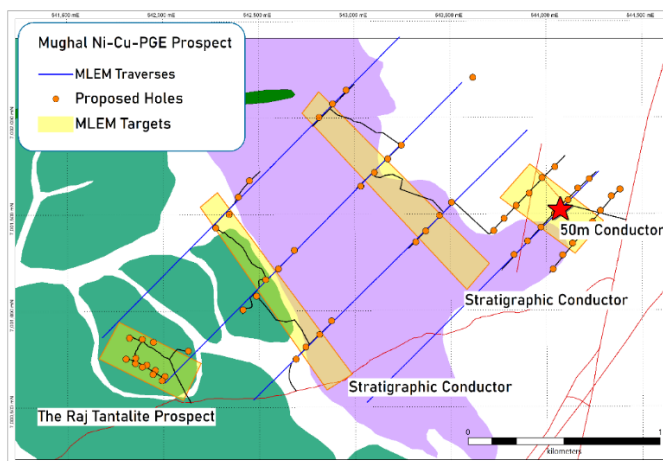 Mughal Ni-Cu-PGE Prospect
MLEM Traverses
Proposed Holes
MLEM Targets
50m Conductor
Stratigraphic Conductor
Stratigraphic Conductor
The Raj Tantalite Prospect
0 1
kilometers